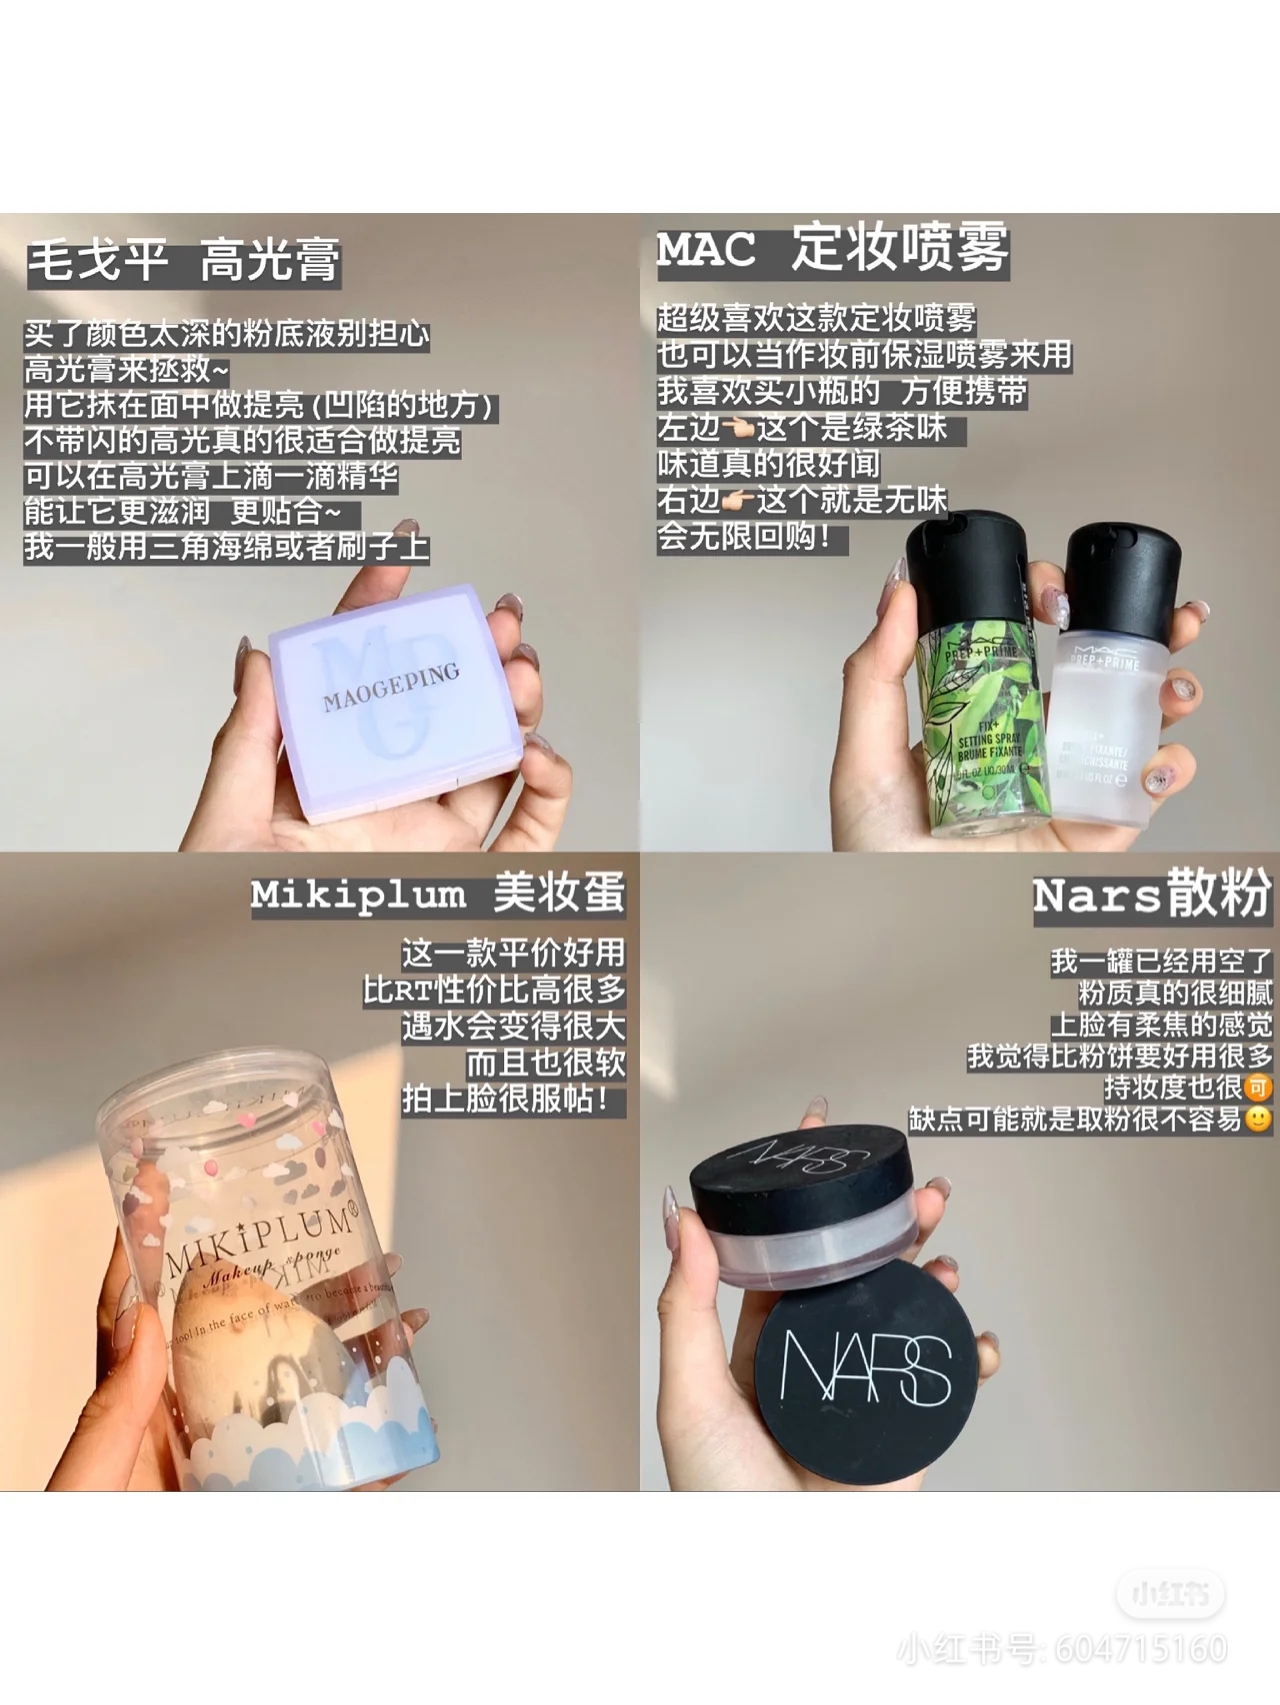 毛戈平 高光膏
买了颜色太深的粉底液别担心
高光膏来拯救~
用它抹在面中做提亮(凹陷的地方)
不带闪的高光真的很适合做提亮
可以在高光膏上滴一滴精华
能让它更滋润 更贴合~
我一般用三角海绵或者刷子上
MGP
MAOGEPING
MAC 定妆喷雾
超级喜欢这款定妆喷雾
也可以当作妆前保湿喷雾来用
我喜欢买小瓶的 方便携带
左边👈🏻这个是绿茶味
味道真的很好闻
右边👉🏻这个就是无味
会无限回购!
MAC
PREP+PRIME
FIX+
SETTING SPRAY
BRUME FIXANTE
MAC
PREP+PRIME
Mikiplum 美妆蛋
这一款平价好用
比RT性价比高很多
遇水会变得很大
而且也很软
拍上脸很服帖!
MIKIPLUM®
Makeup sponge
tool In the face of water to become a beautiful
Nars散粉
我一罐已经用空了
粉质真的很细腻
上脸有柔焦的感觉
我觉得比粉饼要好用很多
持妆度也很🉑
缺点可能就是取粉很不容易🙂
NARS
NARS
小红书
小红书号: 604715160